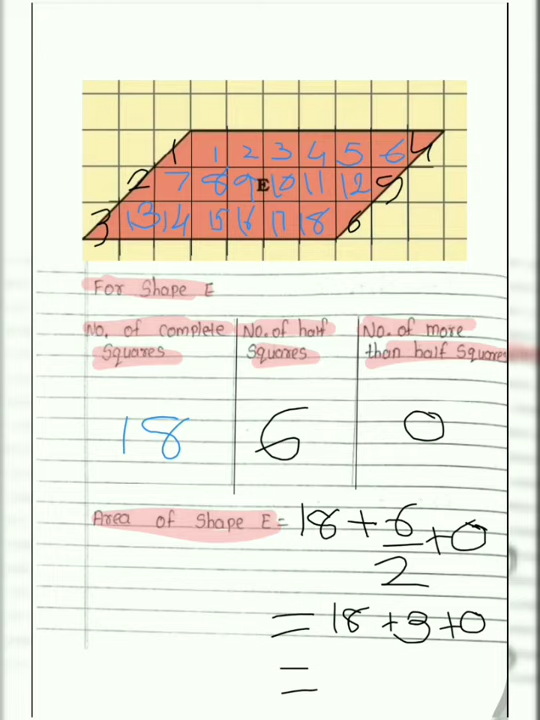 1 1 2 3 4 5 6 4
2 7 8 9 E 10 11 12 5
3 13 14 15 16 17 18 6
For Shape E
No. of complete Squares
No. of half Squares
No. of more than half Squares
18 6 0
Area of Shape E = 18 + 6/2 + 0
= 18 + 3 + 0
=